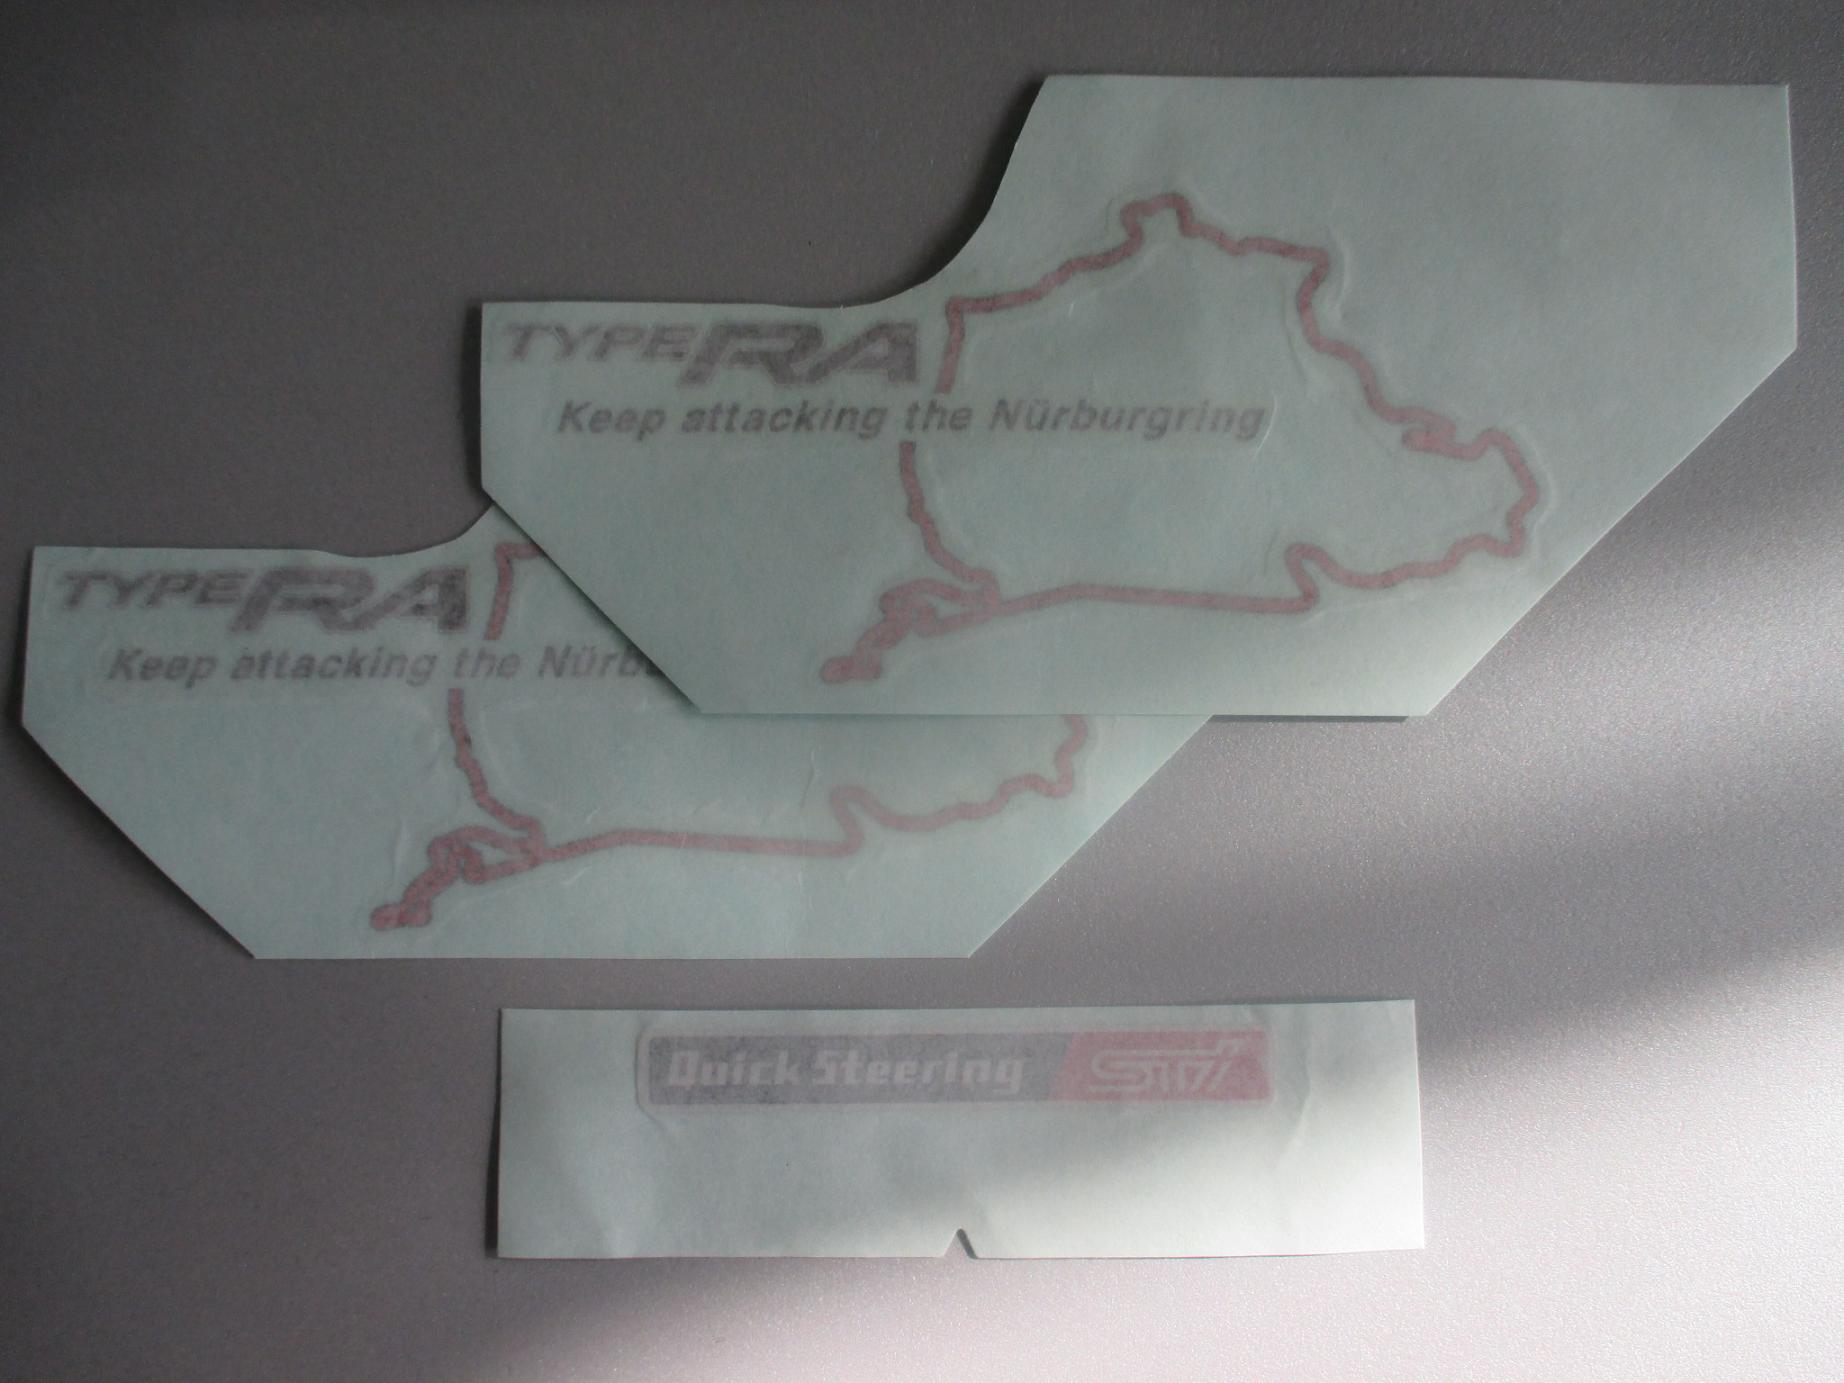 TYPE RA
Keep attacking the Nürburgring
TYPE RA
Keep attacking the Nürb
Quick Steering STI